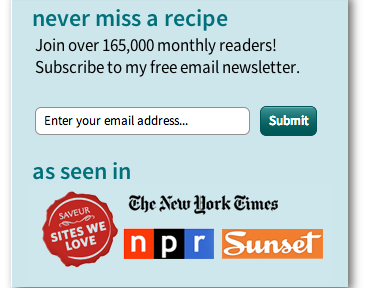 never miss a recipe
Join over 165,000 monthly readers!
Subscribe to my free email newsletter.
Enter your email address... Submit
as seen in
SAVEUR
SITES WE
LOVE
The New York Times
npr Sunset